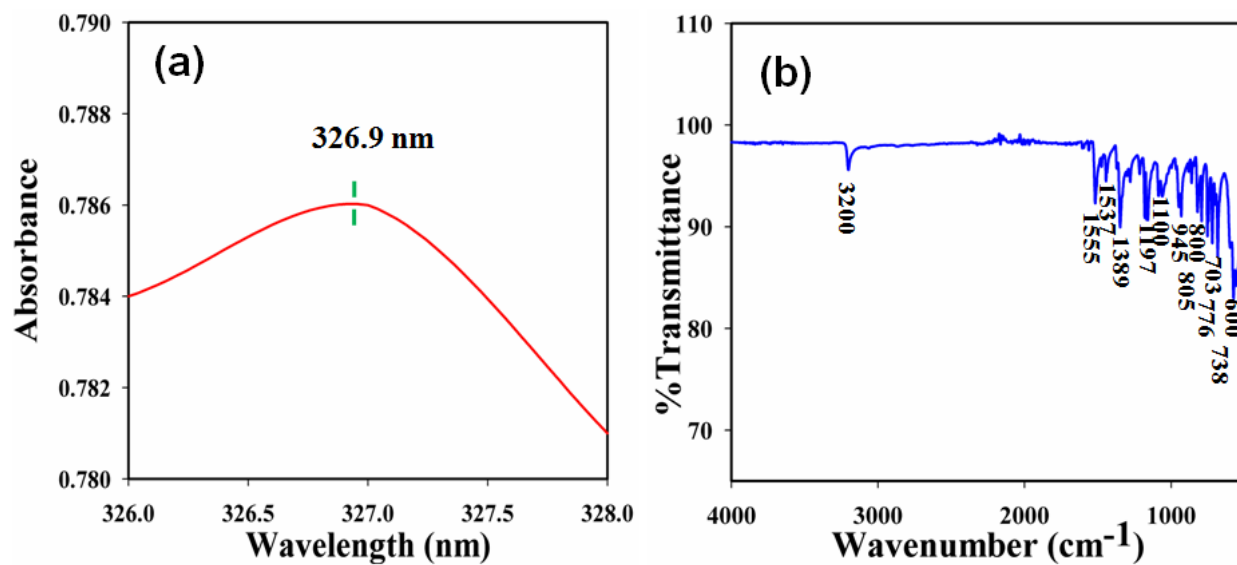 (a)
326.9 nm
Absorbance
0.790
0.788
0.786
0.784
0.782
0.780
326.0 326.5 327.0 327.5 328.0
Wavelength (nm)
(b)
%Transmittance
110
100
90
80
70
3200
1555
1537
1389
1197
1100
945
805
800
703
776
738
600
4000 3000 2000 1000
Wavenumber (cm-1)